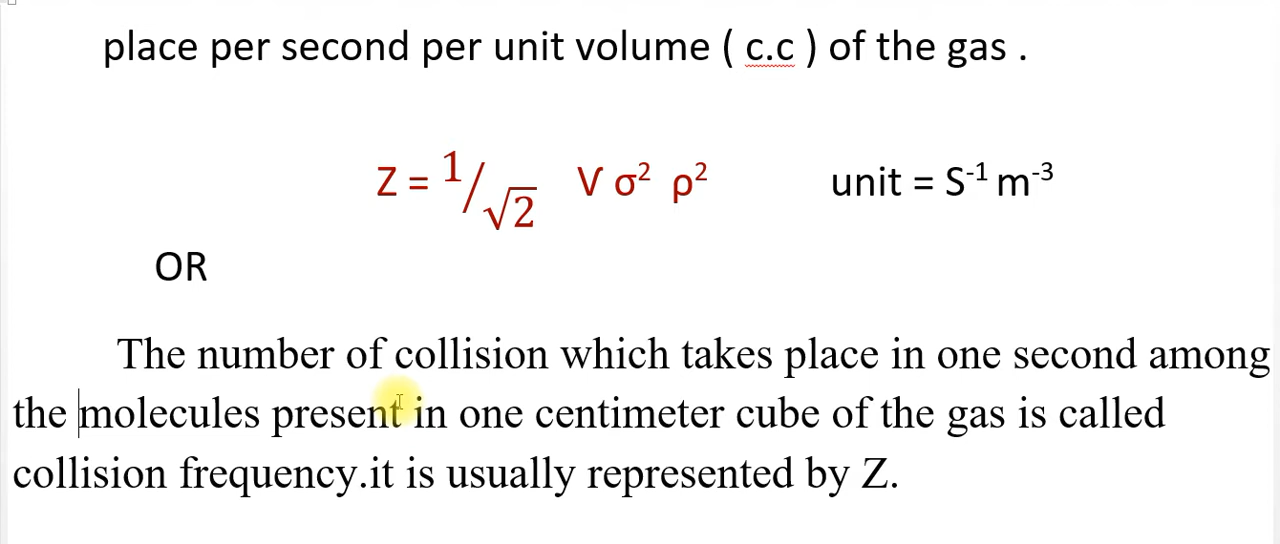 place per second per unit volume ( c.c ) of the gas .
Z = 1/√2 V σ² ρ² unit = S⁻¹ m⁻³
OR
The number of collision which takes place in one second among
the molecules present in one centimeter cube of the gas is called
collision frequency.it is usually represented by Z.